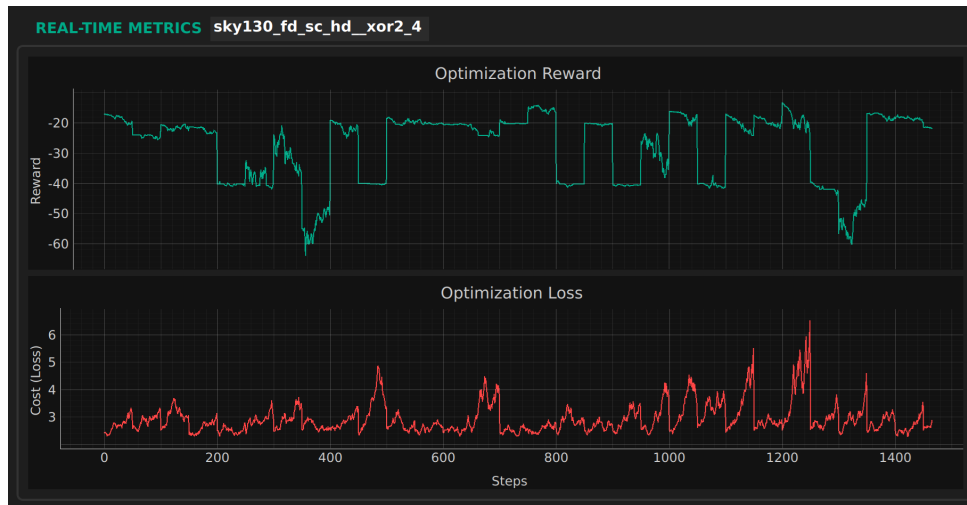 REAL-TIME METRICS sky130_fd_sc_hd__xor2_4
Optimization Reward
-20
-30
-40
-50
-60
Reward
Optimization Loss
6
5
4
3
Cost (Loss)
0 200 400 600 800 1000 1200 1400
Steps